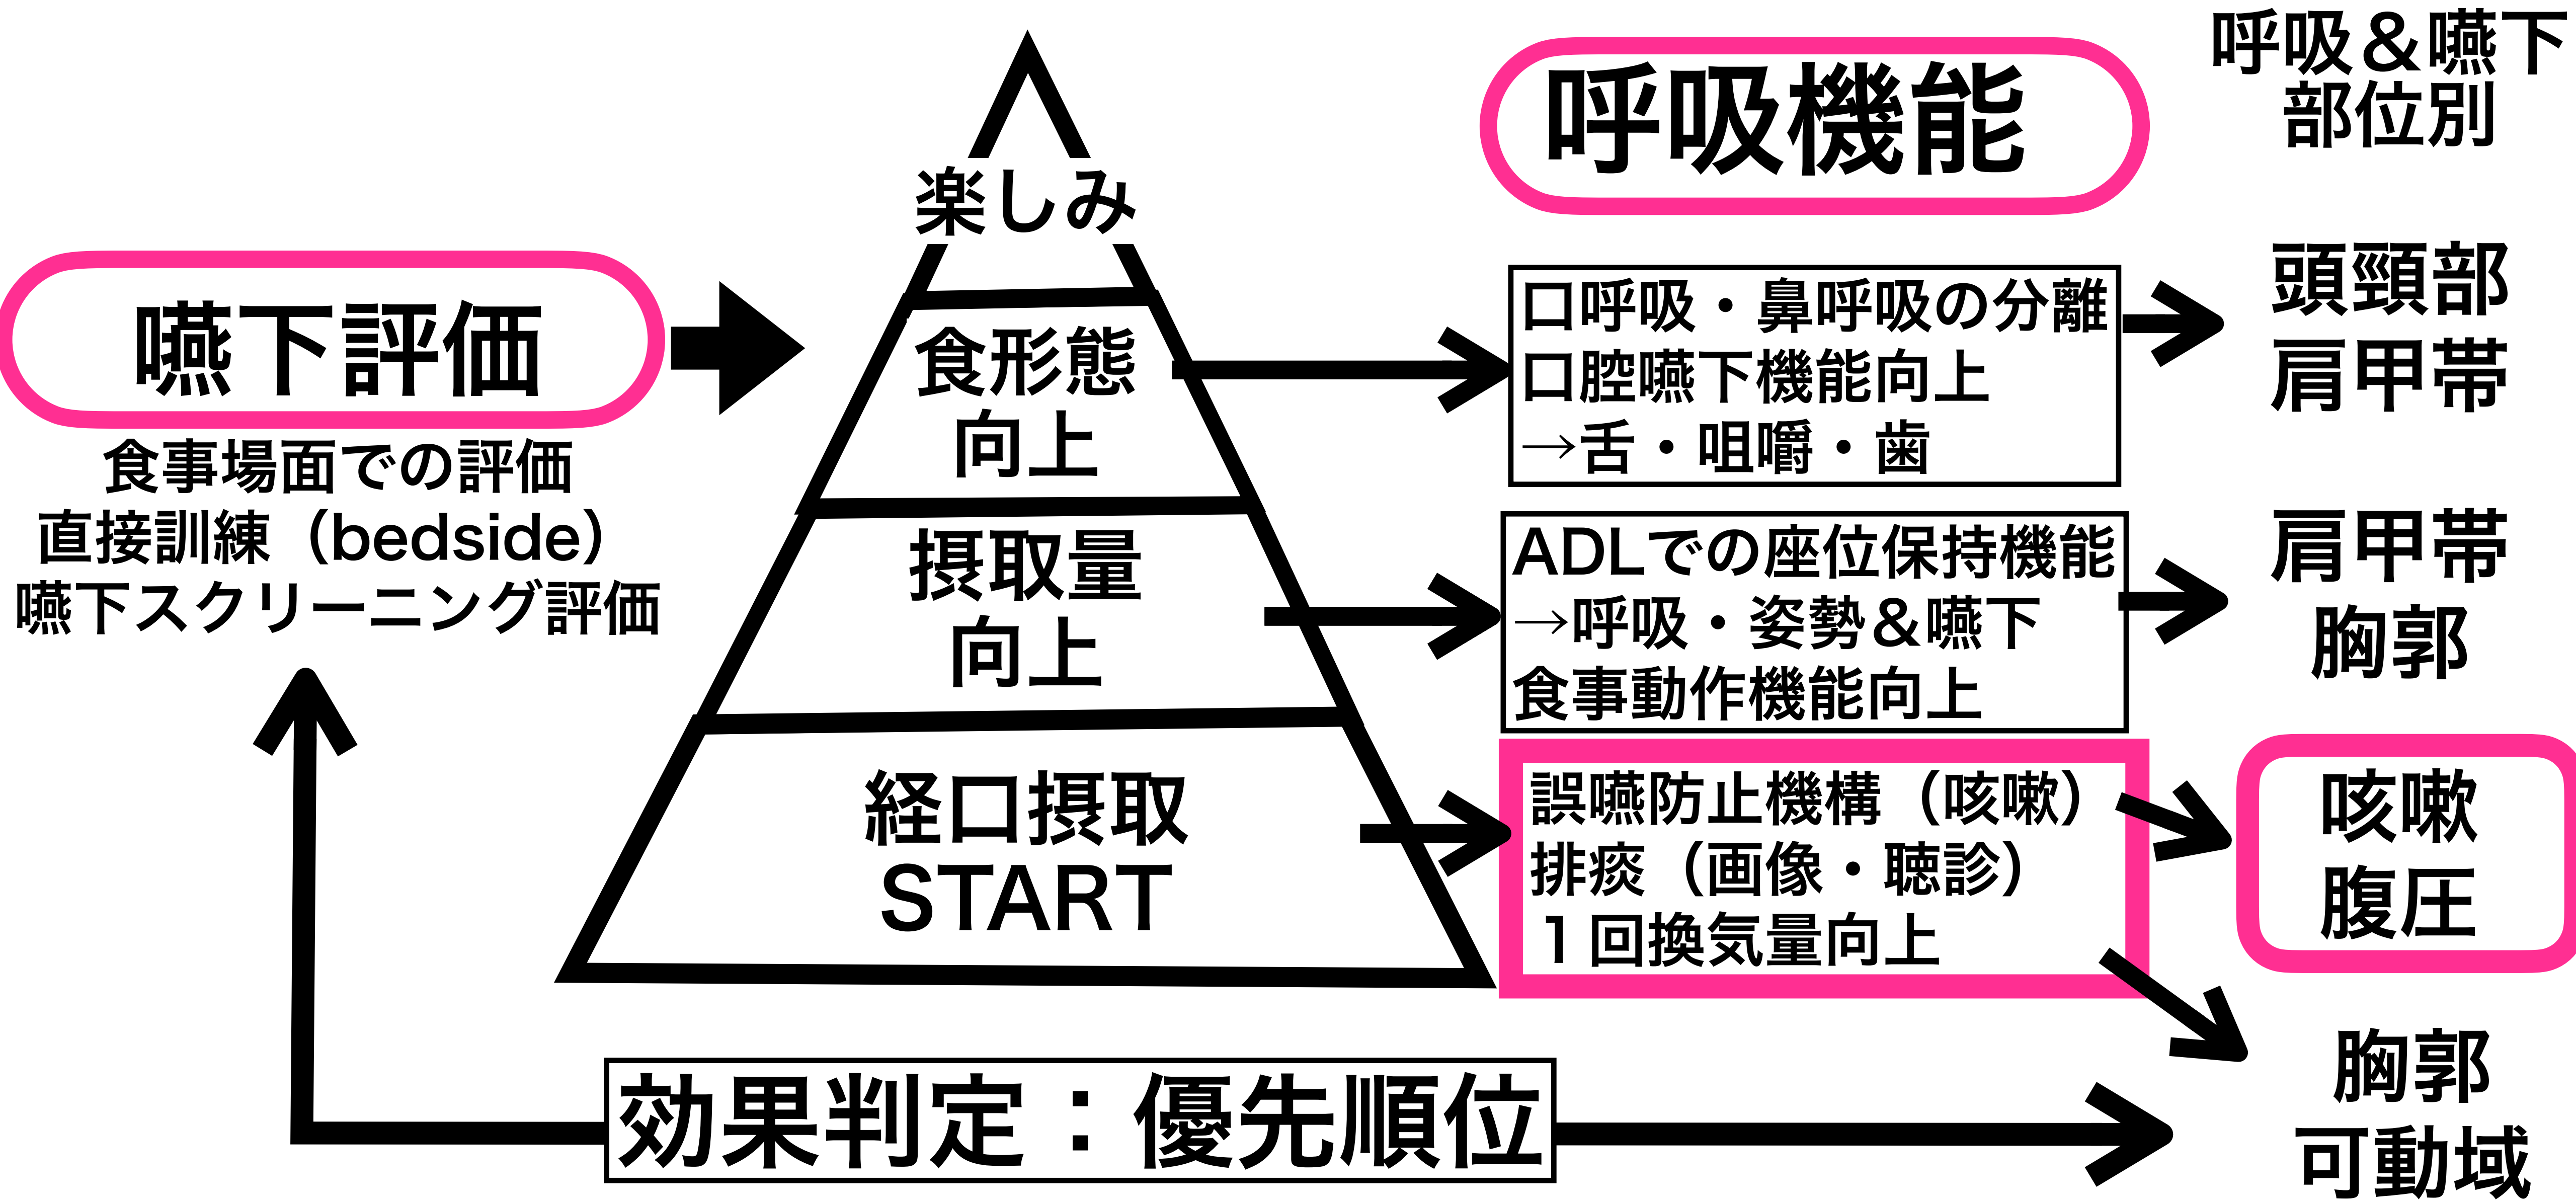 嚥下評価
食事場面での評価
直接訓練（bedside）
嚥下スクリーニング評価
楽しみ
食形態
向上
摂取量
向上
経口摂取
START
呼吸機能
口呼吸・鼻呼吸の分離
口腔嚥下機能向上
→舌・咀嚼・歯
ADLでの座位保持機能
→呼吸・姿勢＆嚥下
食事動作機能向上
誤嚥防止機構（咳嗽）
排痰（画像・聴診）
１回換気量向上
呼吸＆嚥下
部位別
頭頸部
肩甲帯
肩甲帯
胸郭
咳嗽
腹圧
胸郭
可動域
効果判定：優先順位